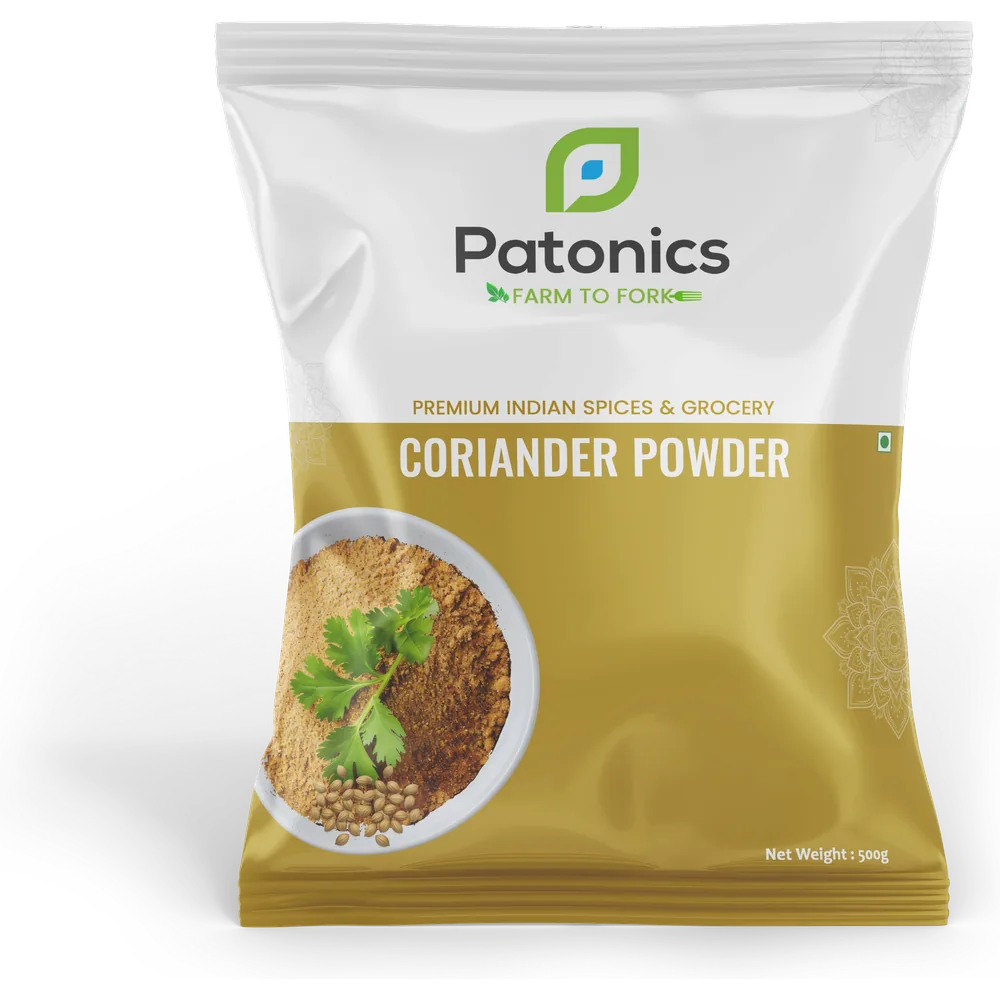 Patonics
FARM TO FORK
PREMIUM INDIAN SPICES & GROCERY
CORIANDER POWDER
Net Weight : 500g